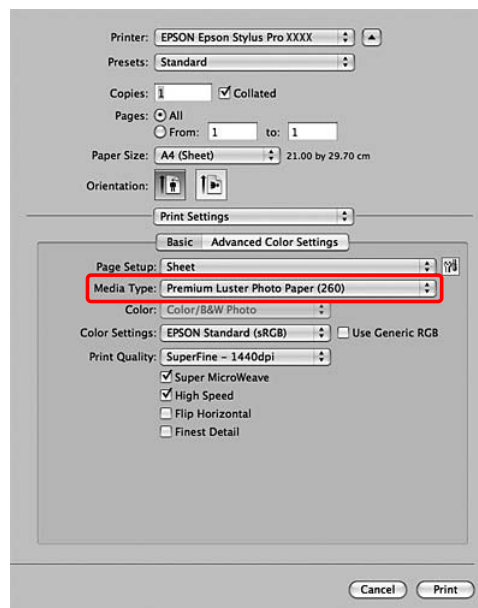 Printer: EPSON Epson Stylus Pro XXXX
Presets: Standard
Copies: 1 Collated
Pages: All
From: 1 to: 1
Paper Size: A4 (Sheet) 21.00 by 29.70 cm
Orientation:
Print Settings
Basic Advanced Color Settings
Page Setup: Sheet
Media Type: Premium Luster Photo Paper (260)
Color: Color/B&W Photo
Color Settings: EPSON Standard (sRGB) Use Generic RGB
Print Quality: SuperFine – 1440dpi
Super MicroWeave
High Speed
Flip Horizontal
Finest Detail
Cancel Print